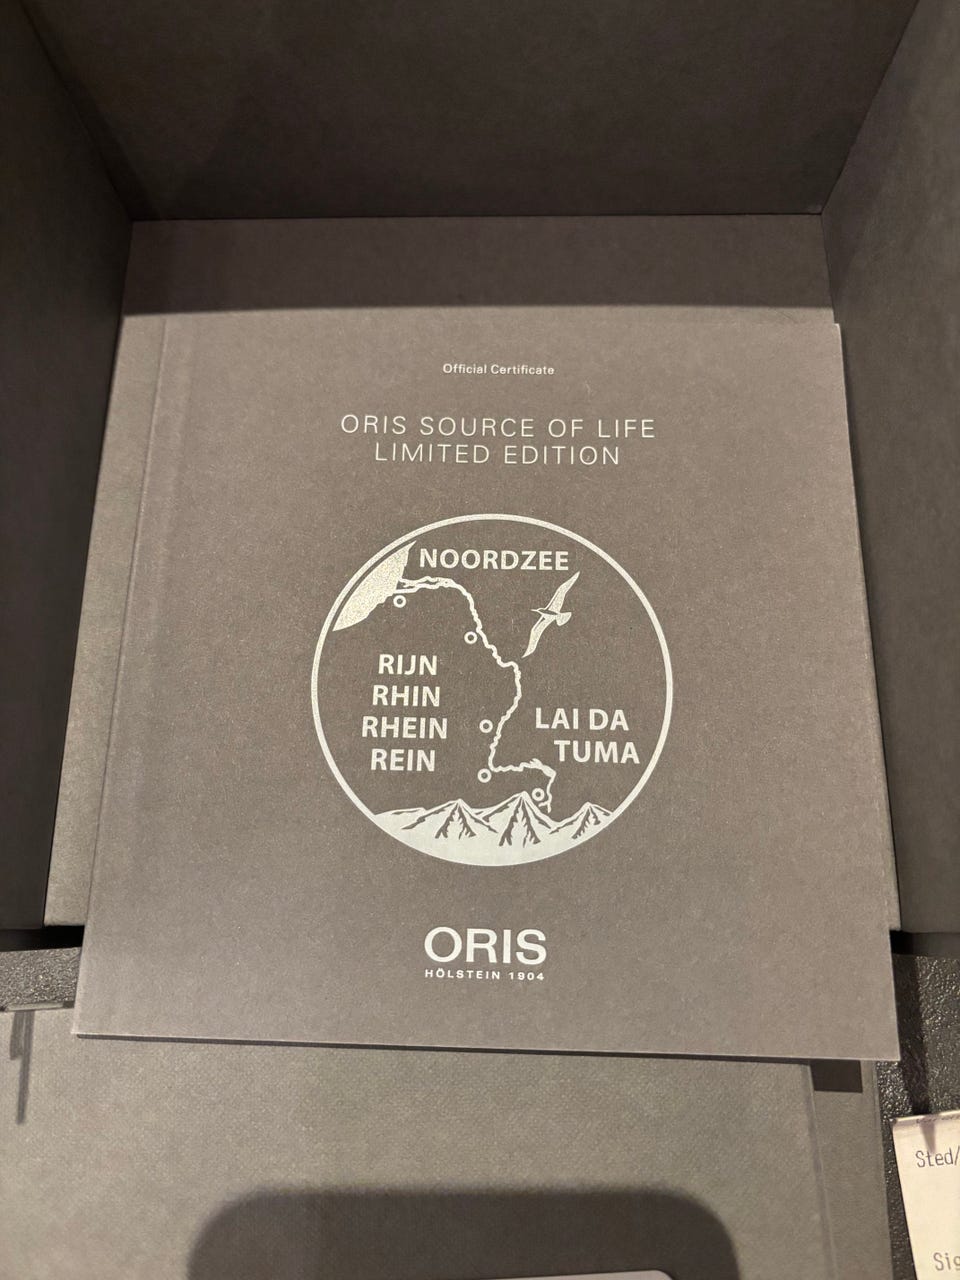 Official Certificate
ORIS SOURCE OF LIFE
LIMITED EDITION
NOORDZEE
RIJN
RHIN
RHEIN
REIN
LAI DA
TUMA
ORIS
HÖLSTEIN 1904
Sted/